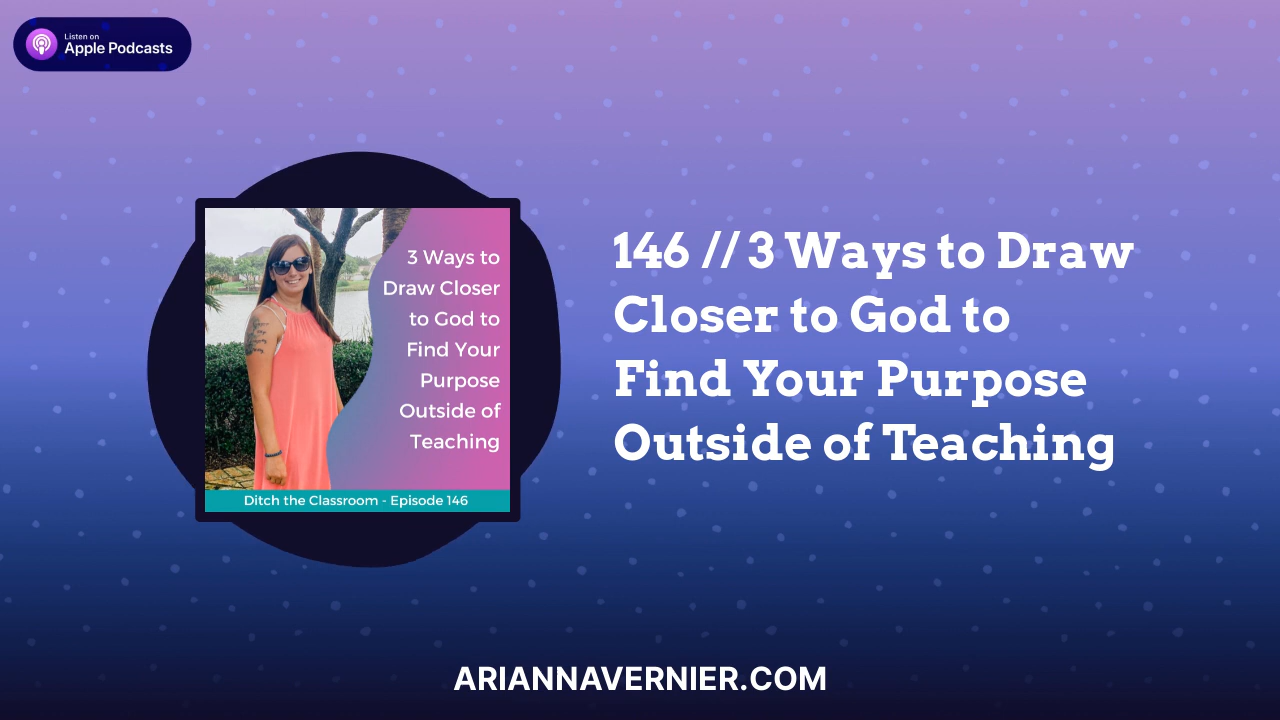 Listen on
Apple Podcasts
3 Ways to
Draw Closer
to God to
Find Your
Purpose
Outside of
Teaching
Ditch the Classroom - Episode 146
146 // 3 Ways to Draw
Closer to God to
Find Your Purpose
Outside of Teaching
ARIANNAVERNIER.COM